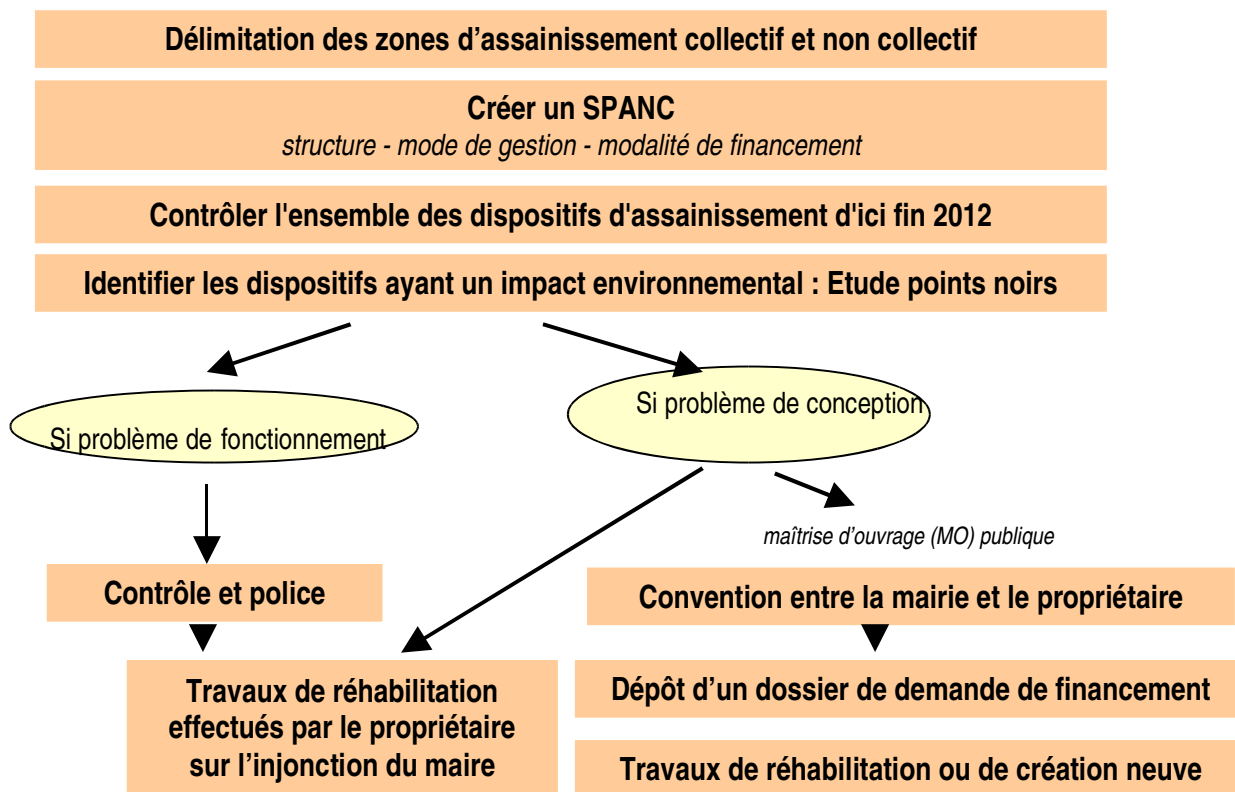 Délimitation des zones d’assainissement collectif et non collectif
Créer un SPANC
structure - mode de gestion - modalité de financement
Contrôler l'ensemble des dispositifs d'assainissement d'ici fin 2012
Identifier les dispositifs ayant un impact environnemental : Etude points noirs
Si problème de fonctionnement
Si problème de conception
maîtrise d’ouvrage (MO) publique
Contrôle et police
Convention entre la mairie et le propriétaire
Travaux de réhabilitation
effectués par le propriétaire
sur l’injonction du maire
Dépôt d’un dossier de demande de financement
Travaux de réhabilitation ou de création neuve